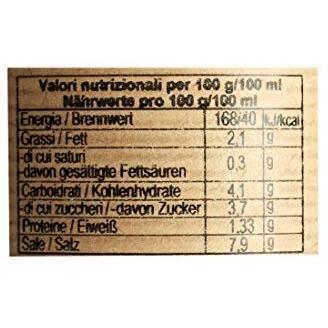 Valori nutrizionali per 100 g/100 ml
Nährwerte pro 100 g/100 ml
Energia / Brennwert 168/40 kJ/kcal
Grassi / Fett 2,1 g
di cui saturi
-davon gesättigte Fettsäuren 0,3 g
Carboidrati / Kohlenhydrate 4,1 g
-di cui zuccheri /-davon Zucker 3,7 g
Proteine / Eiweiß 1,33 g
Sale / Salz 7,9 g